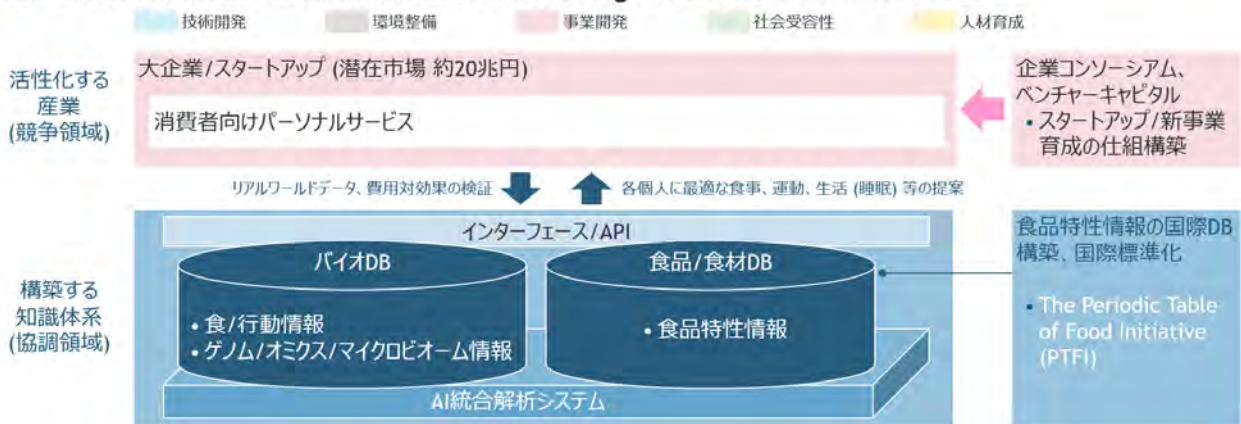 技術開発
環境整備
事業開発
社会受容性
人材育成
活性化する
産業
(競争領域)
大企業/スタートアップ (潜在市場 約20兆円)
消費者向けパーソナルサービス
企業コンソーシアム、
ベンチャーキャピタル
• スタートアップ/新事業
育成の仕組構築
リアルワールドデータ、費用対効果の検証
各個人に最適な食事、運動、生活 (睡眠) 等の提案
構築する
知識体系
(協調領域)
インターフェース/API
バイオDB
• 食/行動情報
• ゲノム/オミクス/マイクロビオーム情報
食品/食材DB
• 食品特性情報
AI統合解析システム
食品特性情報の国際DB
構築、国際標準化
• The Periodic Table
of Food Initiative
(PTFI)